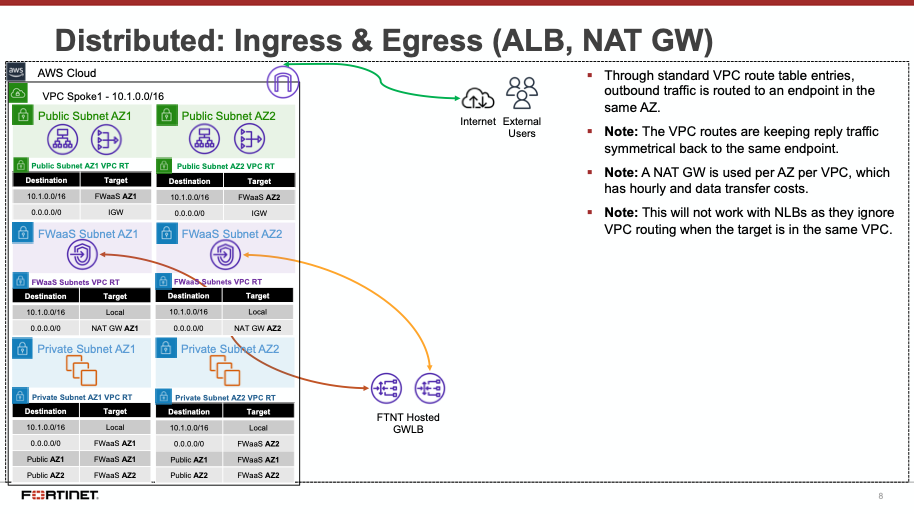 Distributed: Ingress & Egress (ALB, NAT GW)
aws
AWS Cloud
VPC Spoke1 - 10.1.0.0/16
Public Subnet AZ1
Public Subnet AZ2
Public Subnet AZ1 VPC RT
Destination Target
10.1.0.0/16 FWaaS AZ1
0.0.0.0/0 IGW
Public Subnet AZ2 VPC RT
Destination Target
10.1.0.0/16 FWaaS AZ2
0.0.0.0/0 IGW
FWaaS Subnet AZ1
FWaaS Subnet AZ2
FWaaS Subnets VPC RT
Destination Target
10.1.0.0/16 Local
0.0.0.0/0 NAT GW AZ1
FWaaS Subnets VPC RT
Destination Target
10.1.0.0/16 Local
0.0.0.0/0 NAT GW AZ2
Private Subnet AZ1
Private Subnet AZ2
Private Subnet AZ1 VPC RT
Destination Target
10.1.0.0/16 Local
0.0.0.0/0 FWaaS AZ1
Public AZ1 FWaaS AZ1
Public AZ2 FWaaS AZ2
Private Subnet AZ2 VPC RT
Destination Target
10.1.0.0/16 Local
0.0.0.0/0 FWaaS AZ2
Public AZ1 FWaaS AZ1
Public AZ2 FWaaS AZ2
Internet
External
Users
FTNT Hosted
GWLB
▪ Through standard VPC route table entries,
outbound traffic is routed to an endpoint in the
same AZ.
▪ Note: The VPC routes are keeping reply traffic
symmetrical back to the same endpoint.
▪ Note: A NAT GW is used per AZ per VPC, which
has hourly and data transfer costs.
▪ Note: This will not work with NLBs as they ignore
VPC routing when the target is in the same VPC.
FORTINET
8